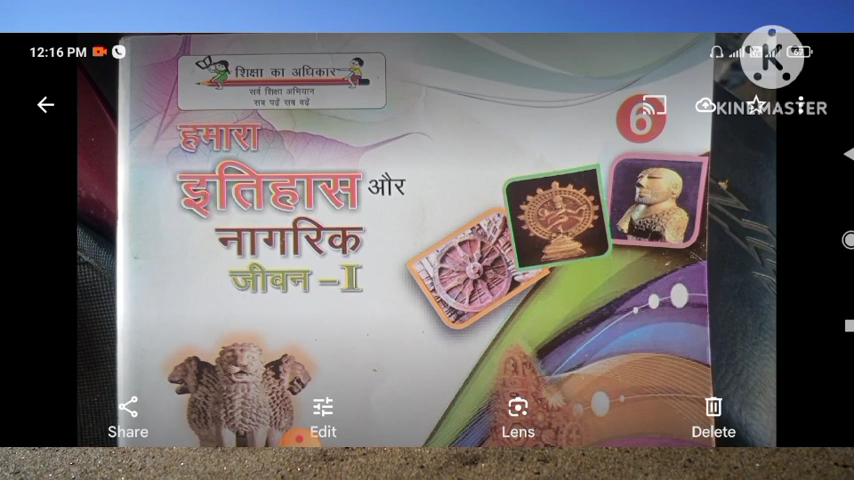 12:16 PM
KINEMASTER
शिक्षा का अधिकार
सर्व शिक्षा अभियान
सब पढ़ें सब बढ़ें
6
हमारा
इतिहास और
नागरिक
जीवन -I
Share
Edit
Lens
Delete